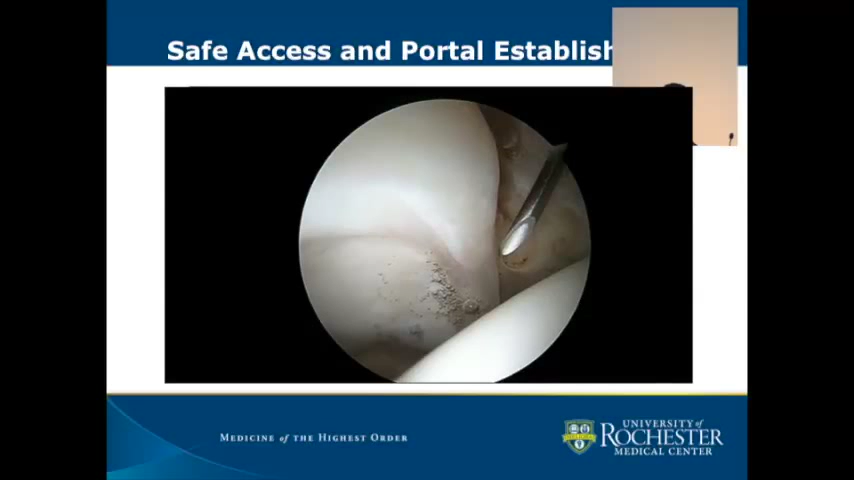 Safe Access and Portal Establish
MEDICINE of THE HIGHEST ORDER
UNIVERSITY of
ROCHESTER
MEDICAL CENTER